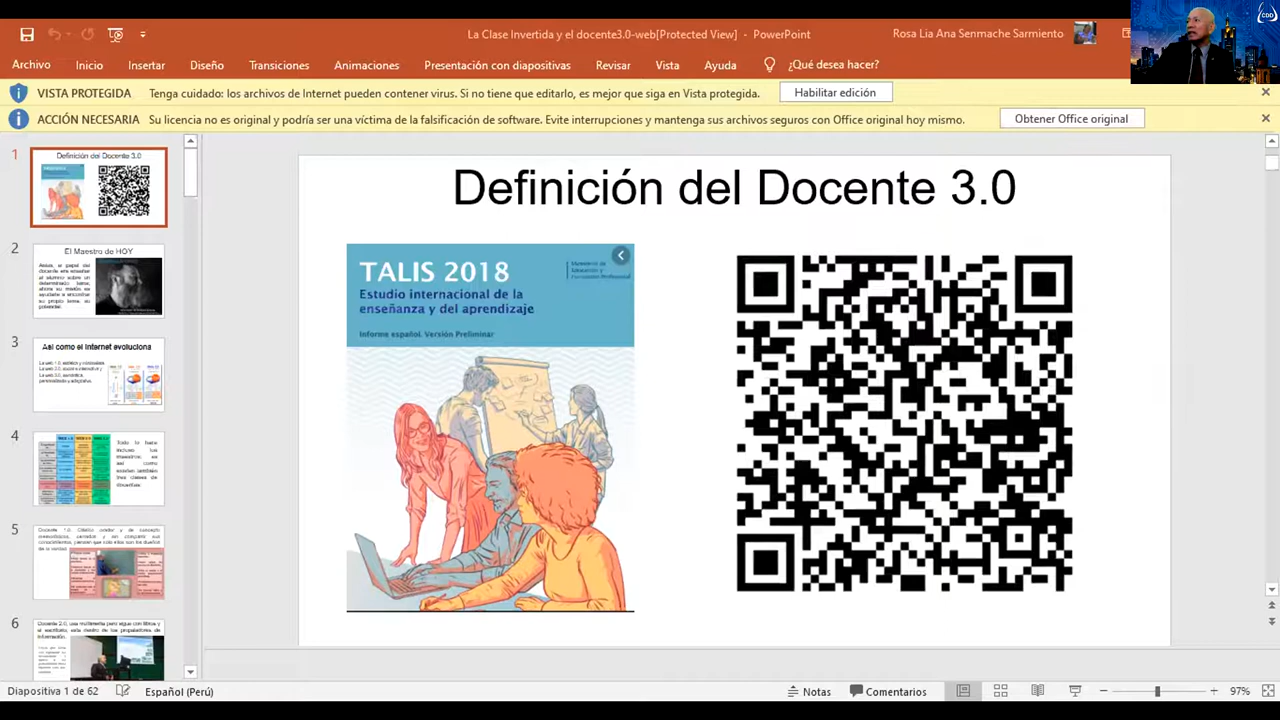 La Clase Invertida y el docente3.0-web[Protected View] - PowerPoint
Rosa Lia Ana Senmache Sarmiento
CDD
Archivo Inicio Insertar Diseño Transiciones Animaciones Presentación con diapositivas Revisar Vista Ayuda ¿Qué desea hacer?
VISTA PROTEGIDA Tenga cuidado: los archivos de Internet pueden contener virus. Si no tiene que editarlo, es mejor que siga en Vista protegida. Habilitar edición
ACCIÓN NECESARIA Su licencia no es original y podría ser una víctima de la falsificación de software. Evite interrupciones y mantenga sus archivos seguros con Office original hoy mismo. Obtener Office original
1
Definición del Docente 3.0
2
El Maestro de HOY
3
Así como el Internet evoluciona
4
Todo lo hace
5
6
Definición del Docente 3.0
TALIS 2018
Estudio internacional de la
enseñanza y del aprendizaje
Informe español. Versión Preliminar
Diapositiva 1 de 62 Español (Perú) Notas Comentarios 97%